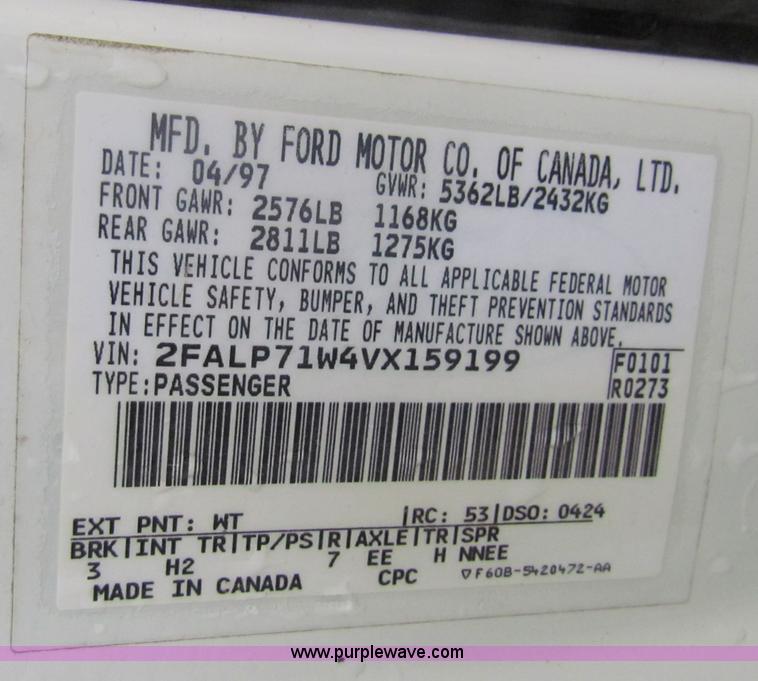 MFD. BY FORD MOTOR CO. OF CANADA, LTD.
DATE: 04/97 GVWR: 5362LB/2432KG
FRONT GAWR: 2576LB 1168KG
REAR GAWR: 2811LB 1275KG
THIS VEHICLE CONFORMS TO ALL APPLICABLE FEDERAL MOTOR
VEHICLE SAFETY, BUMPER, AND THEFT PREVENTION STANDARDS
IN EFFECT ON THE DATE OF MANUFACTURE SHOWN ABOVE.
VIN: 2FALP71W4VX159199 F0101
TYPE: PASSENGER R0273
EXT PNT: WT RC: 53 DSO: 0424
BRK INT TR TP/PS R AXLE TR SPR
3 H2 7 EE H NNEE
MADE IN CANADA CPC F60B-5420472-AA
www.purplewave.com